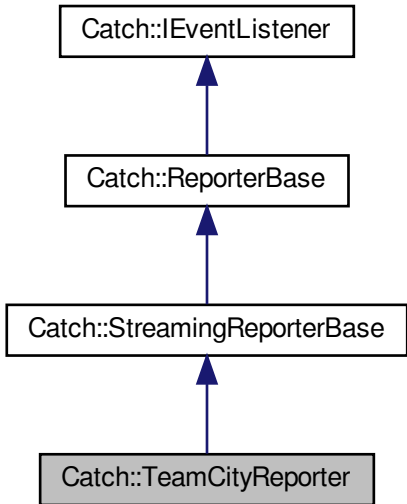 Catch::IEventListener
Catch::ReporterBase
Catch::StreamingReporterBase
Catch::TeamCityReporter